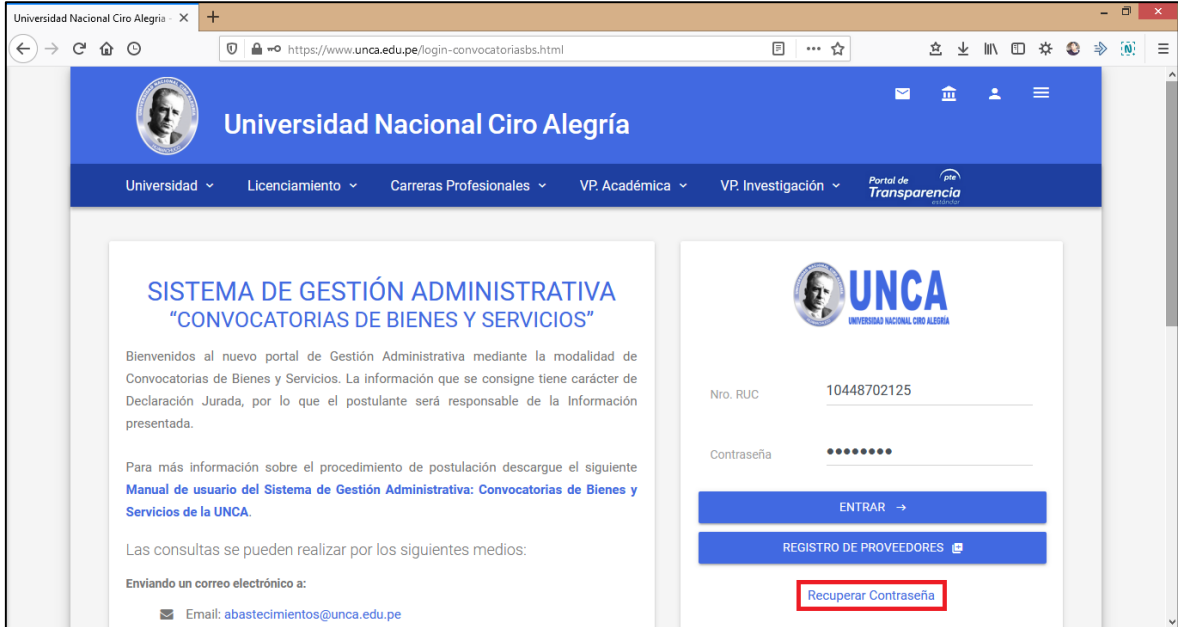 Universidad Nacional Ciro Alegria -
https://www.unca.edu.pe/login-convocatoriasbs.html
Universidad Nacional Ciro Alegría
Universidad
Licenciamiento
Carreras Profesionales
VP. Académica
VP. Investigación
Portal de
pte
Transparencia
estándar
SISTEMA DE GESTIÓN ADMINISTRATIVA
“CONVOCATORIAS DE BIENES Y SERVICIOS”
Bienvenidos al nuevo portal de Gestión Administrativa mediante la modalidad de
Convocatorias de Bienes y Servicios. La información que se consigne tiene carácter de
Declaración Jurada, por lo que el postulante será responsable de la Información
presentada.
Para más información sobre el procedimiento de postulación descargue el siguiente
Manual de usuario del Sistema de Gestión Administrativa: Convocatorias de Bienes y
Servicios de la UNCA.
Las consultas se pueden realizar por los siguientes medios:
Enviando un correo electrónico a:
Email: abastecimientos@unca.edu.pe
UNCA
UNIVERSIDAD NACIONAL CIRO ALEGRÍA
Nro. RUC 10448702125
Contraseña ••••••••
ENTRAR →
REGISTRO DE PROVEEDORES
Recuperar Contraseña